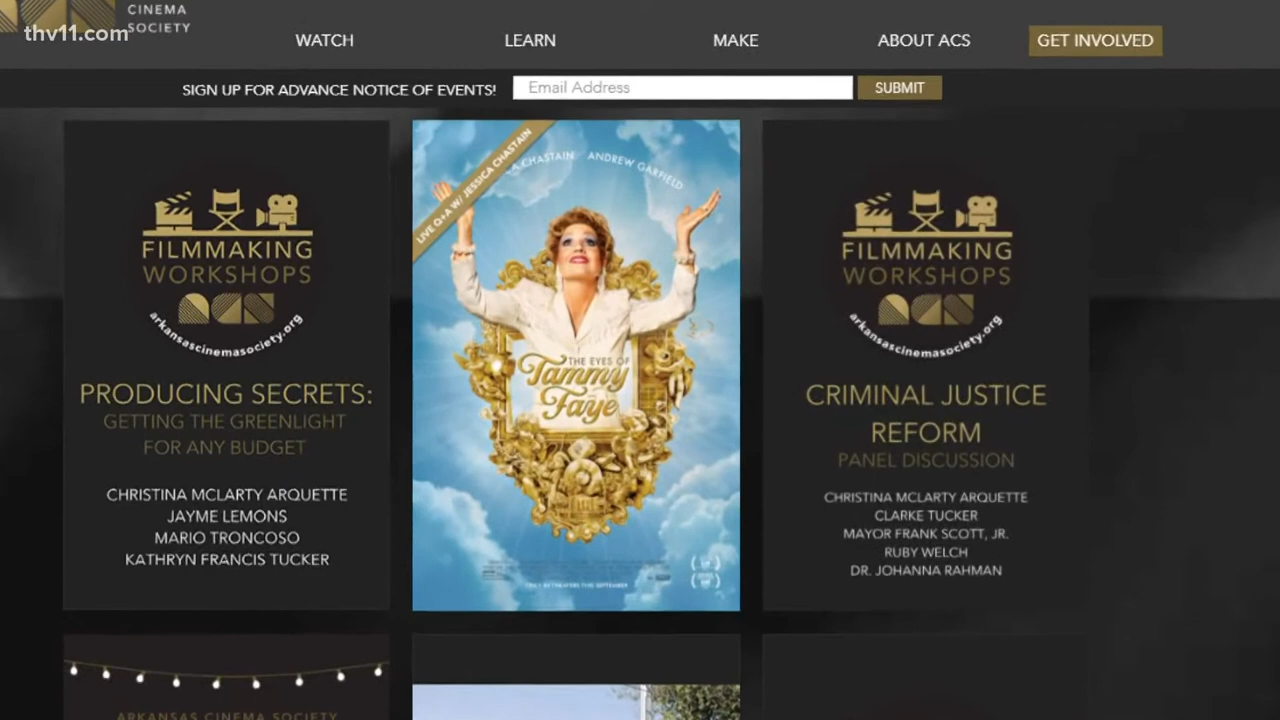 CINEMA
SOCIETY
thv11.com
WATCH
LEARN
MAKE
ABOUT ACS
GET INVOLVED
SIGN UP FOR ADVANCE NOTICE OF EVENTS!
Email Address
SUBMIT
FILMMAKING
WORKSHOPS
arkansascinemasociety.org
PRODUCING SECRETS:
GETTING THE GREENLIGHT
FOR ANY BUDGET
CHRISTINA MCLARTY ARQUETTE
JAYME LEMONS
MARIO TRONCOSO
KATHRYN FRANCIS TUCKER
LIVE Q+A W/ JESSICA CHASTAIN
CHASTAIN ANDREW GARFIELD
THE EYES OF
Tammy
Faye
FILMMAKING
WORKSHOPS
arkansascinemasociety.org
CRIMINAL JUSTICE
REFORM
PANEL DISCUSSION
CHRISTINA MCLARTY ARQUETTE
CLARKE TUCKER
MAYOR FRANK SCOTT, JR.
RUBY WELCH
DR. JOHANNA RAHMAN
ARKANSAS CINEMA SOCIETY